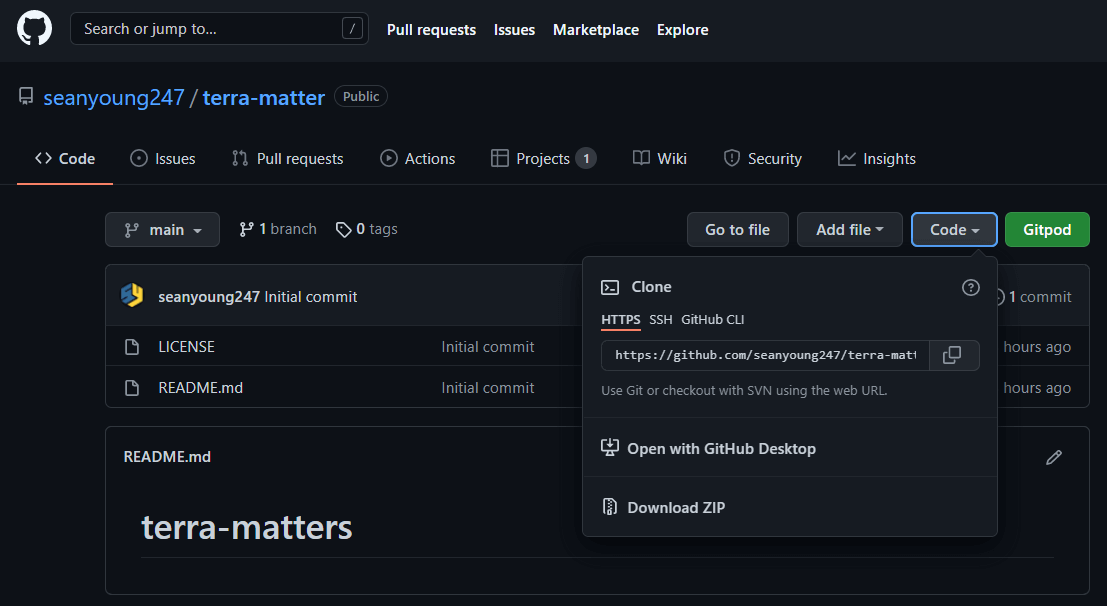 Search or jump to... /
Pull requests Issues Marketplace Explore
seanyoung247 / terra-matter Public
Code Issues Pull requests Actions Projects 1 Wiki Security Insights
main 1 branch 0 tags Go to file Add file Code Gitpod
seanyoung247 Initial commit 1 commit
LICENSE Initial commit hours ago
README.md Initial commit hours ago
Clone
HTTPS SSH GitHub CLI
https://github.com/seanyoung247/terra-matt
Use Git or checkout with SVN using the web URL.
Open with GitHub Desktop
Download ZIP
README.md
terra-matters